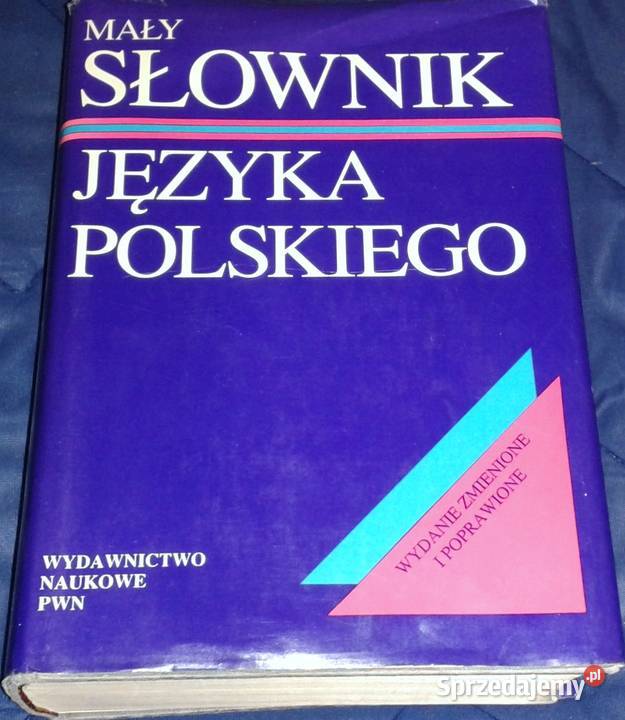 MAŁY
SŁOWNIK
JĘZYKA
POLSKIEGO
WYDANIE ZMIENIONE
I POPRAWIONE
WYDAWNICTWO
NAUKOWE
PWN
Sprzedajemy.pl